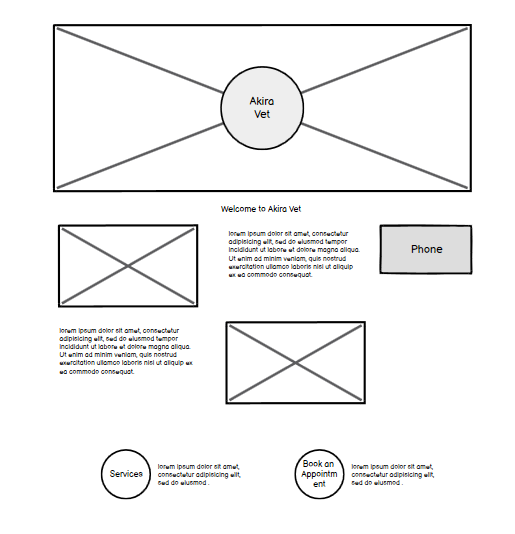 Akira
Vet
Welcome to Akira Vet
lorem ipsum dolor sit amet, consectetur
adipisicing elit, sed do eiusmod tempor
incididunt ut labore et dolore magna aliqua.
Ut enim ad minim veniam, quis nostrud
exercitation ullamco laboris nisi ut aliquip
ex ea commodo consequat.
Phone
lorem ipsum dolor sit amet, consectetur
adipisicing elit, sed do eiusmod tempor
incididunt ut labore et dolore magna aliqua.
Ut enim ad minim veniam, quis nostrud
exercitation ullamco laboris nisi ut aliquip ex
ea commodo consequat.
Services
lorem ipsum dolor sit amet,
consectetur adipisicing elit,
sed do eiusmod .
Book an
Appointm
ent
lorem ipsum dolor sit amet,
consectetur adipisicing elit,
sed do eiusmod .